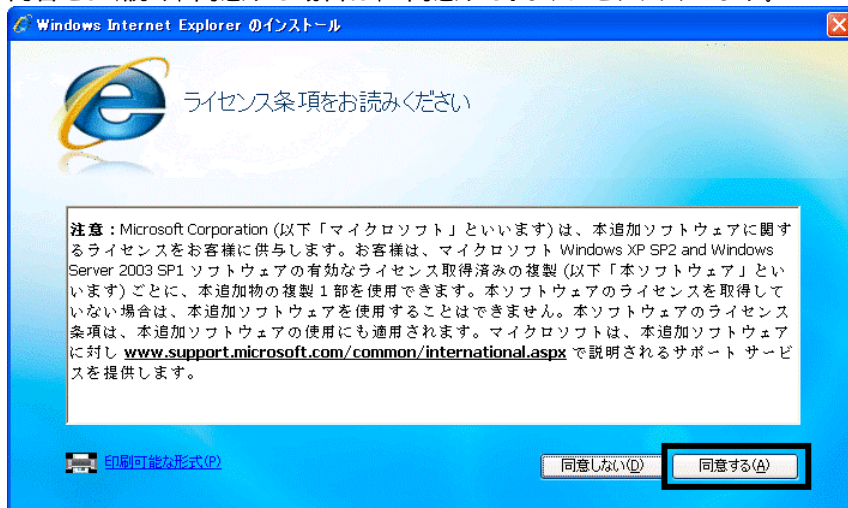 Windows Internet Explorer のインストール
ライセンス条項をお読みください
注意：Microsoft Corporation (以下「マイクロソフト」といいます) は、本追加ソフトウェアに関す
るライセンスをお客様に供与します。お客様は、マイクロソフト Windows XP SP2 and Windows
Server 2003 SP1 ソフトウェアの有効なライセンス取得済みの複製 (以下「本ソフトウェア」とい
います) ごとに、本追加物の複製 1 部を使用できます。本ソフトウェアのライセンスを取得して
いない場合は、本追加ソフトウェアを使用することはできません。本ソフトウェアのライセンス
条項は、本追加ソフトウェアの使用にも適用されます。マイクロソフトは、本追加ソフトウェア
に対し www.support.microsoft.com/common/international.aspx で説明されるサポート サービ
スを提供します。
印刷可能な形式(P)
同意しない(D)
同意する(A)